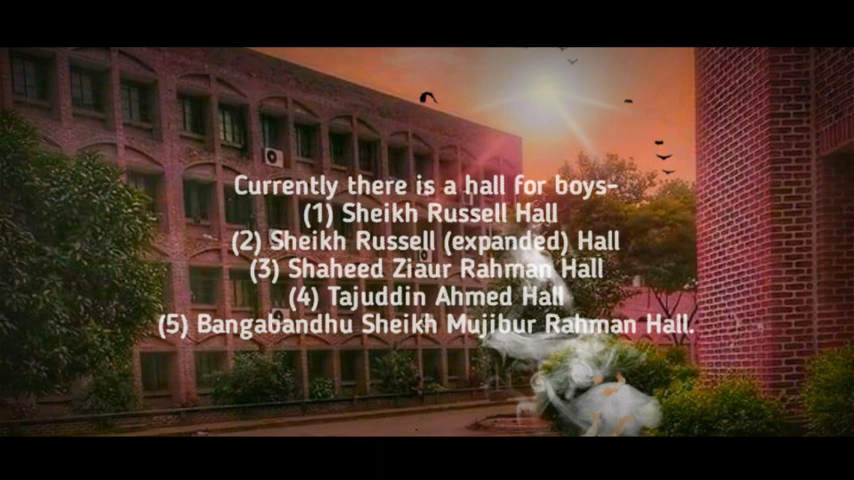 Currently there is a hall for boys-
(1) Sheikh Russell Hall
(2) Sheikh Russell (expanded) Hall
(3) Shaheed Ziaur Rahman Hall
(4) Tajuddin Ahmed Hall
(5) Bangabandhu Sheikh Mujibur Rahman Hall.